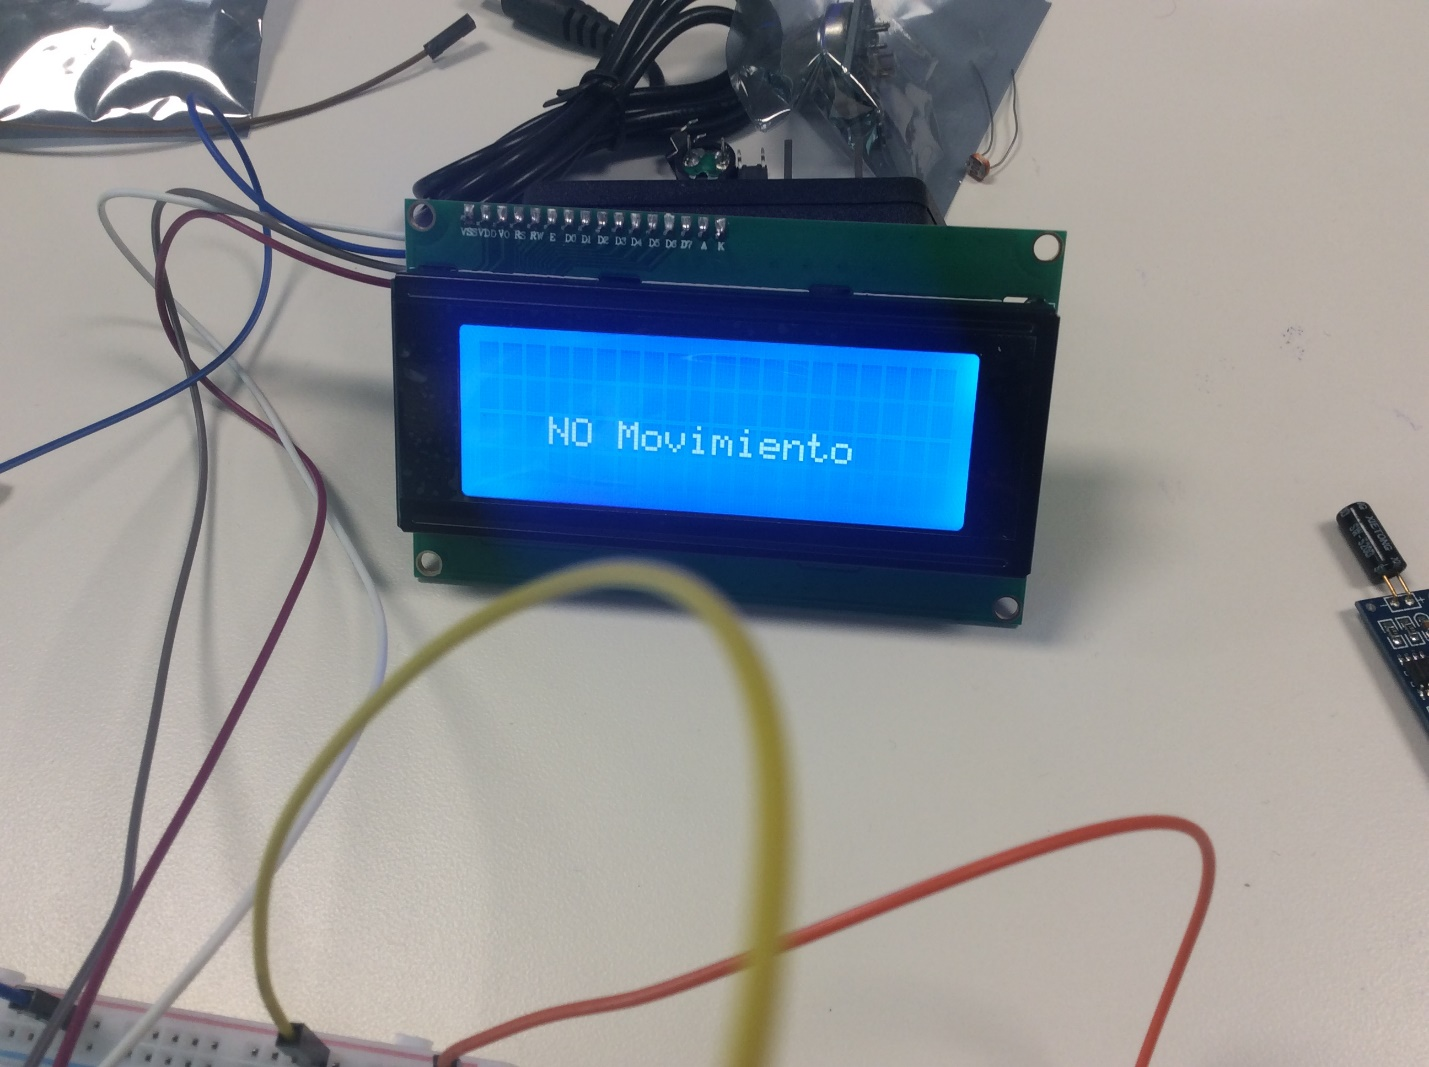 VSS VDD VO RS RW E D0 D1 D2 D3 D4 D5 D6 D7 A K
NO Movimiento